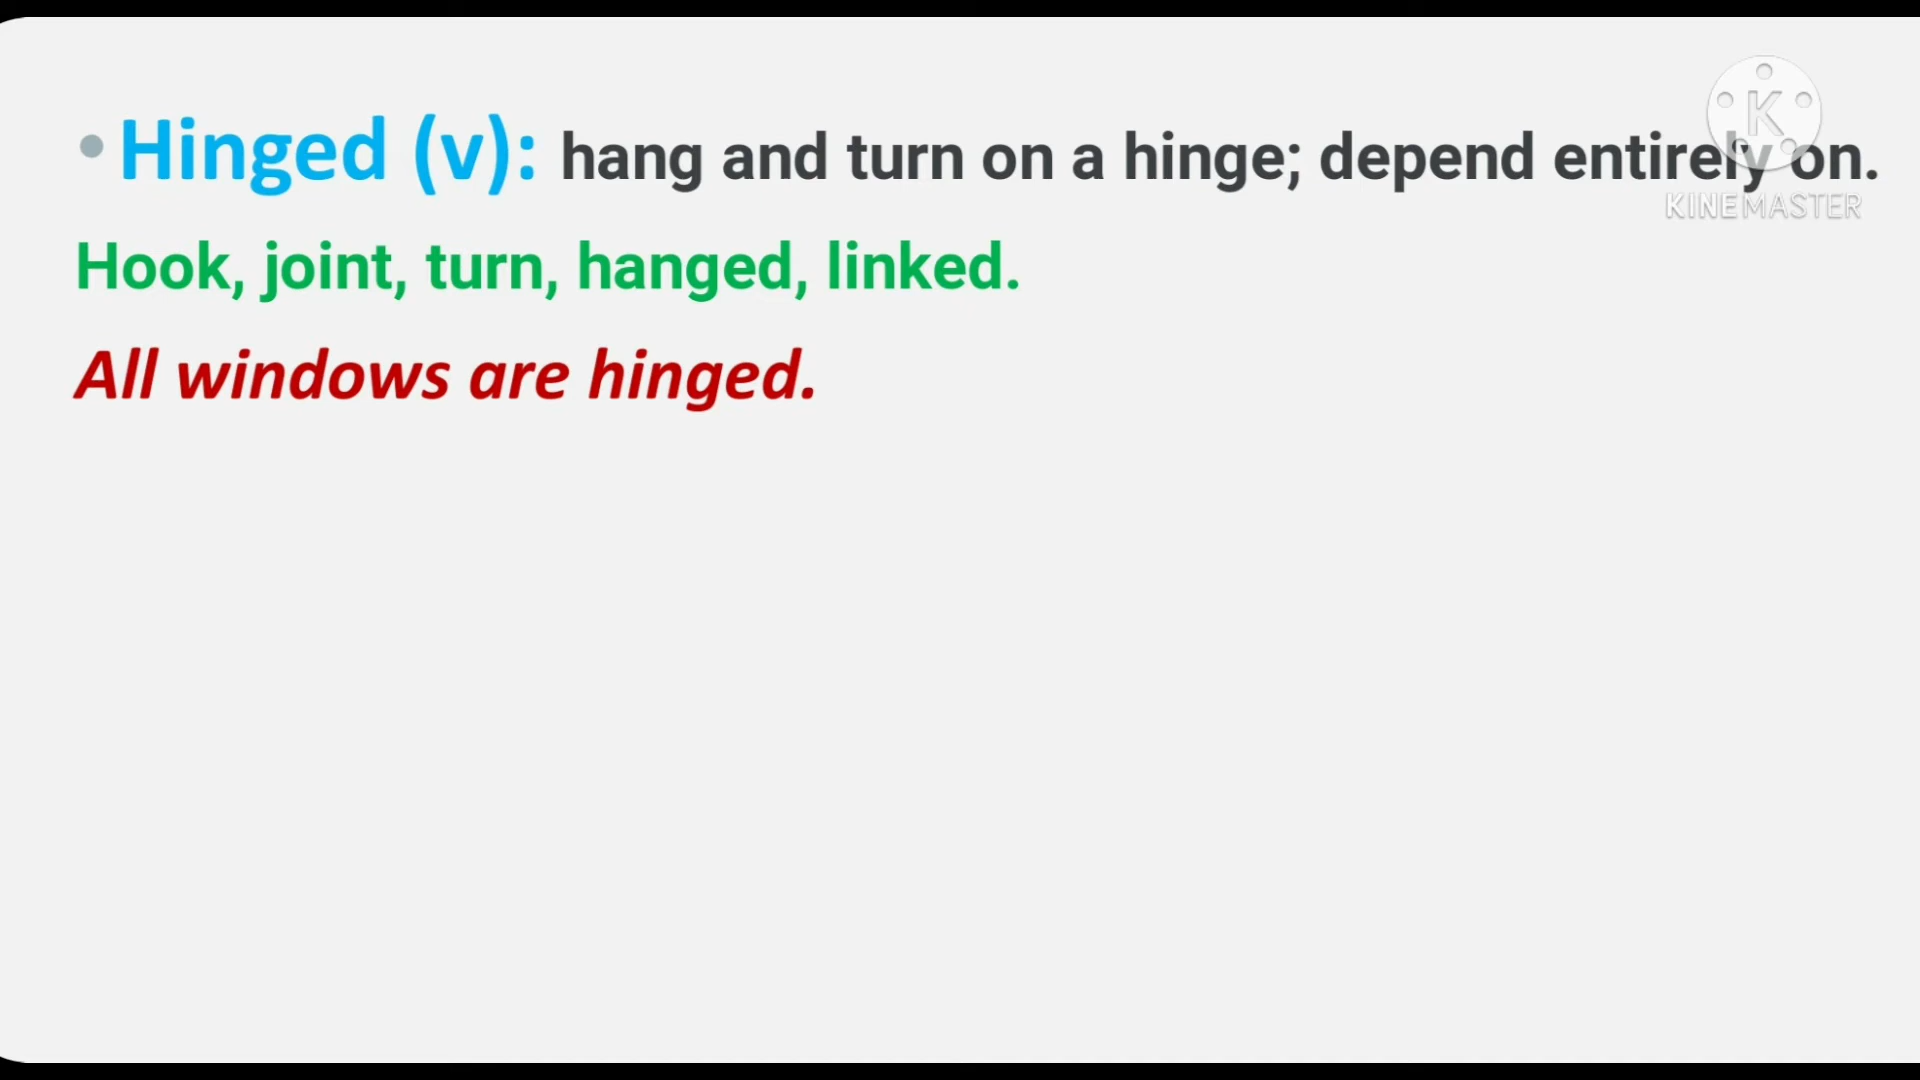 •Hinged (v): hang and turn on a hinge; depend entirely on.
K
KINEMASTER
Hook, joint, turn, hanged, linked.
All windows are hinged.